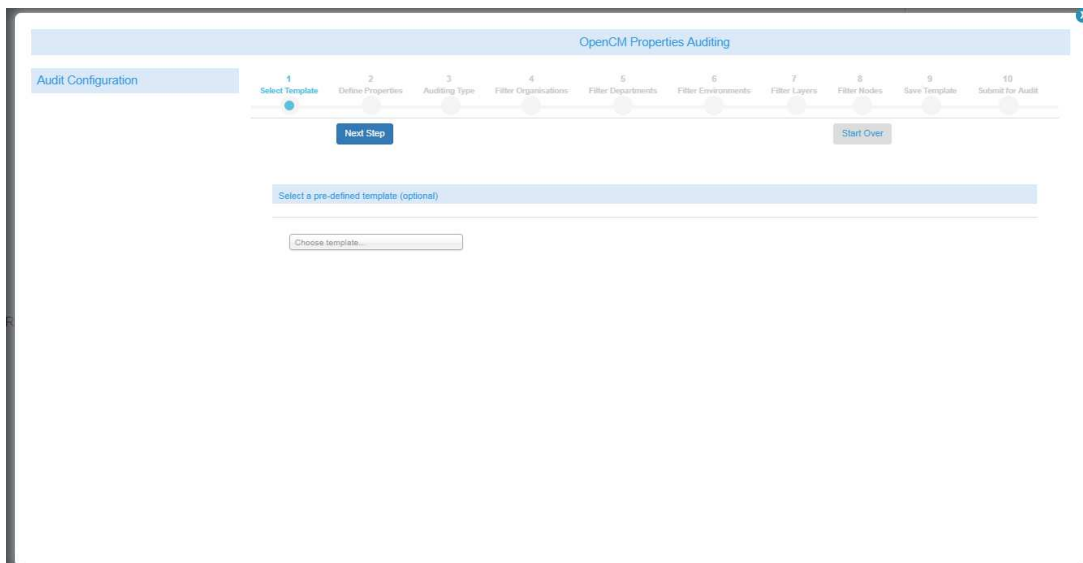 OpenCM Properties Auditing
Audit Configuration
1 2 3 4 5 6 7 8 9 10
Select Template Define Properties Auditing Type Filter Organisations Filter Departments Filter Environments Filter Layers Filter Nodes Save Template Submit for Audit
Next Step Start Over
Select a pre-defined template (optional)
Choose template...
R